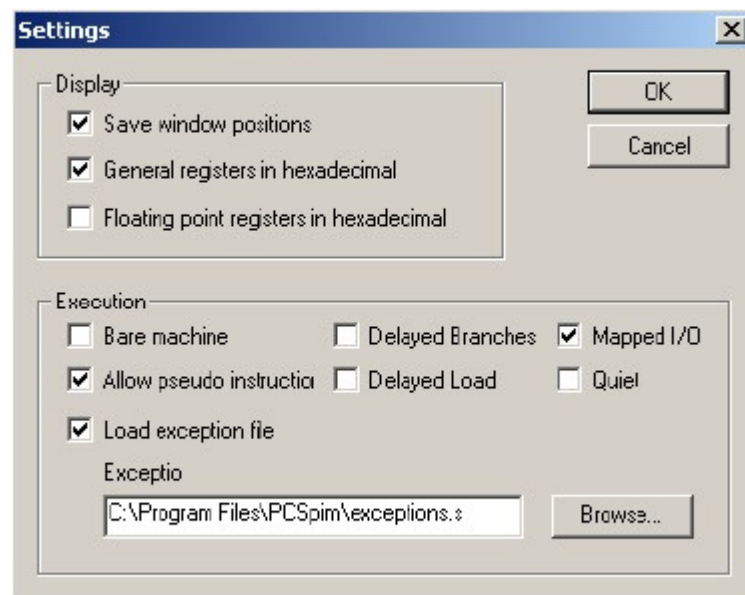 Settings
Display
OK
Save window positions
Cancel
General registers in hexadecimal
Floating point registers in hexadecimal
Execution
Bare machine Delayed Branches Mapped I/O
Allow pseudo instructior Delayed Load Quiet
Load exception file
Exceptio
C:\Program Files\PCSpim\exceptions.s Browse...